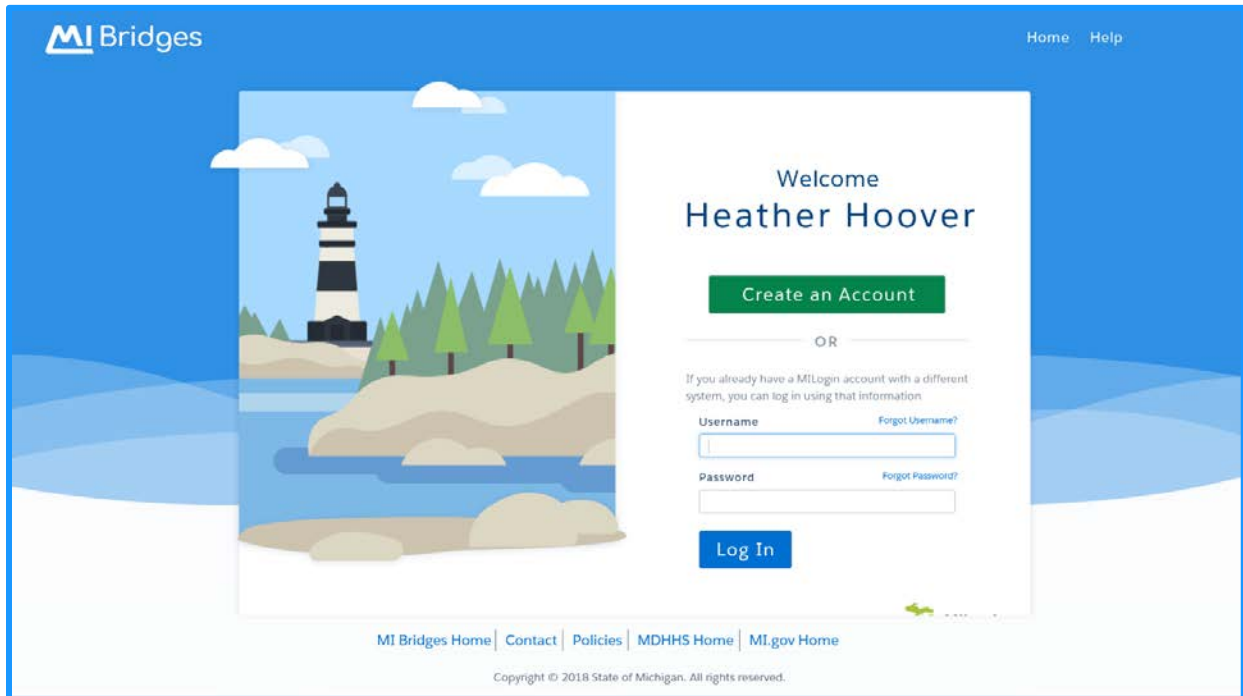 MI Bridges
Home Help
Welcome
Heather Hoover
Create an Account
OR
If you already have a MILogin account with a different
system, you can log in using that information
Username Forgot Username?
Password Forgot Password?
Log In
MI Bridges Home | Contact | Policies | MDHHS Home | MI.gov Home
Copyright © 2018 State of Michigan. All rights reserved.